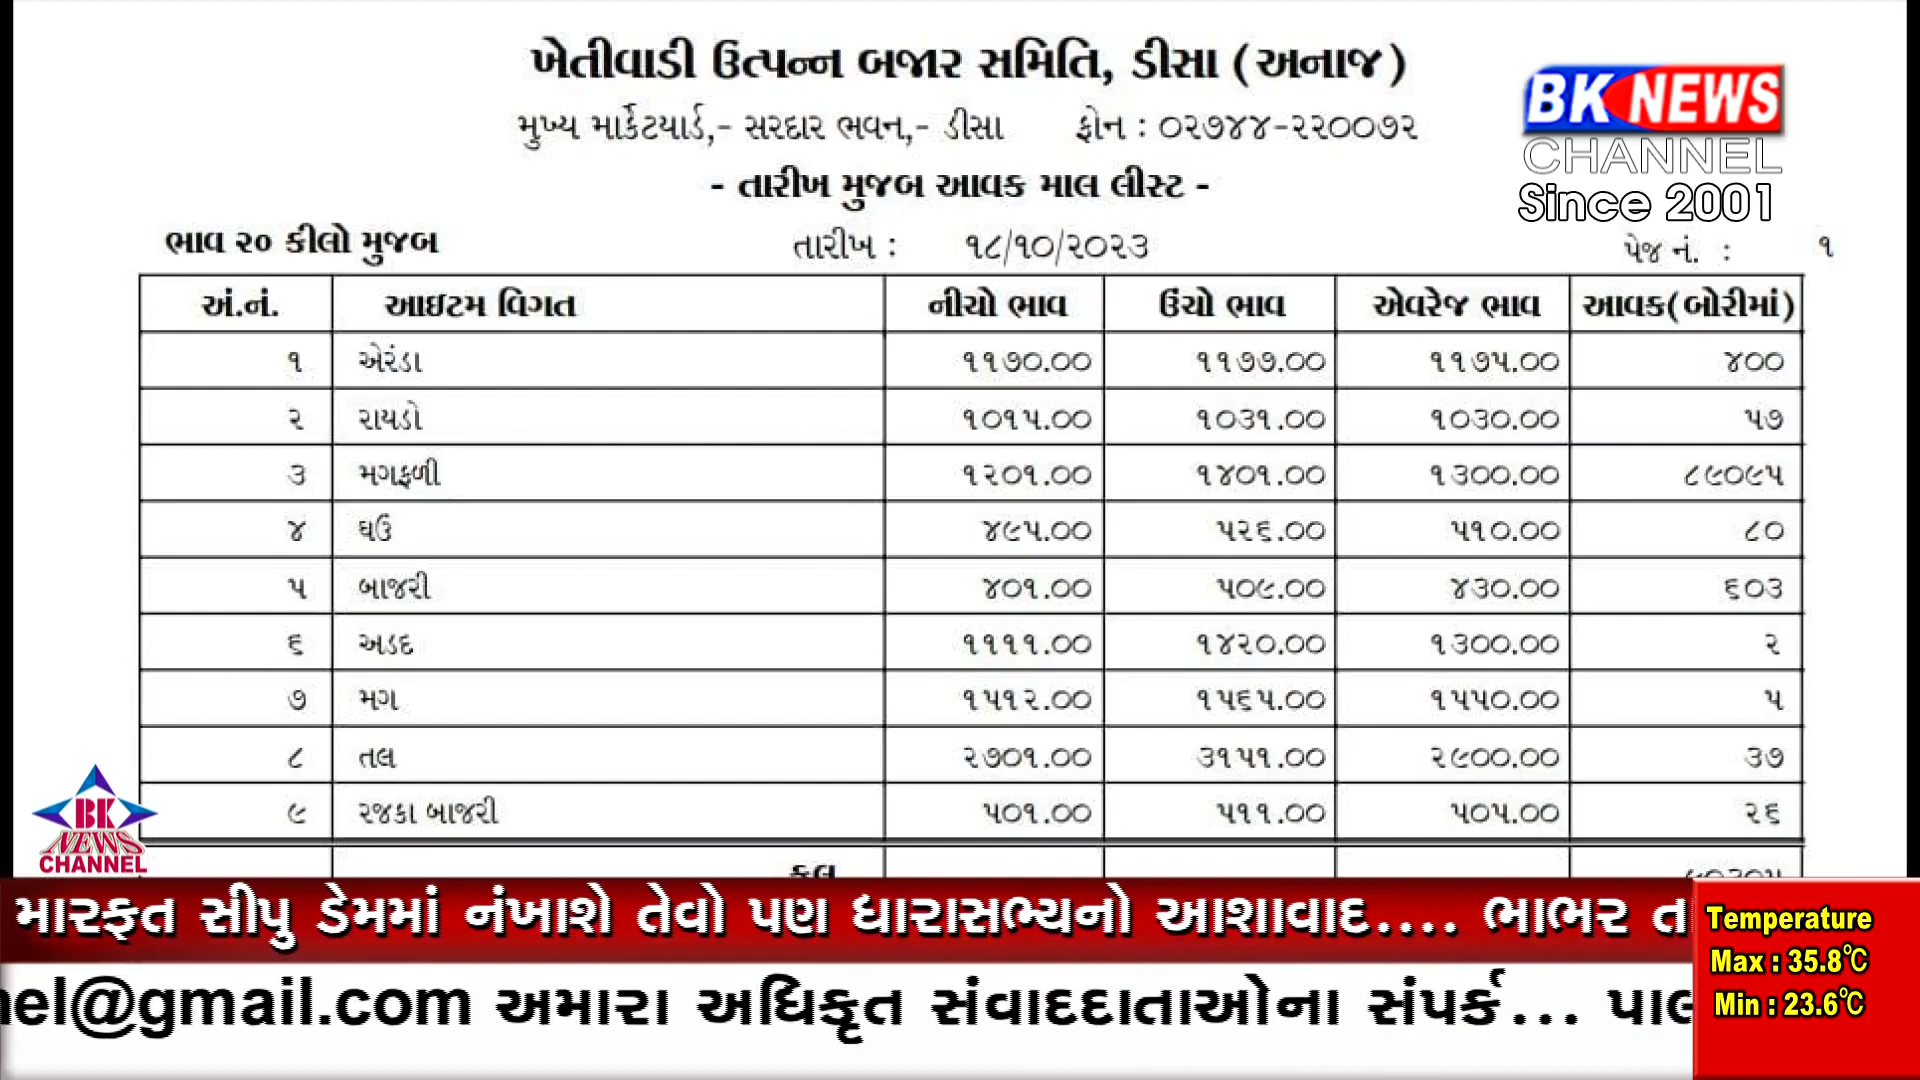 ખેતીવાડી ઉત્પન્ન બજાર સમિતિ, ડીસા (અનાજ)
મુખ્ય માર્કેટયાર્ડ,- સરદાર ભવન,- ડીસા ફોન : ૦૨૭૪૪-૨૨૦૦૭૨
- તારીખ મુજબ આવક માલ લીસ્ટ -
BK NEWS
CHANNEL
Since 2001
ભાવ ૨૦ કીલો મુજબ તારીખ : ૧૮/૧૦/૨૦૨૩ પેજ નં. : ૧
અં.નં. આઇટમ વિગત નીચો ભાવ ઉંચો ભાવ એવરેજ ભાવ આવક(બોરીમાં)
૧ એરંડા ૧૧૭૦.૦૦ ૧૧૭૭.૦૦ ૧૧૭૫.૦૦ ૪૦૦
૨ રાયડો ૧૦૧૫.૦૦ ૧૦૩૧.૦૦ ૧૦૩૦.૦૦ ૫૭
૩ મગફળી ૧૨૦૧.૦૦ ૧૪૦૧.૦૦ ૧૩૦૦.૦૦ ૮૯૦૯૫
૪ ઘઉં ૪૯૫.૦૦ ૫૨૬.૦૦ ૫૧૦.૦૦ ૮૦
૫ બાજરી ૪૦૧.૦૦ ૫૦૯.૦૦ ૪૩૦.૦૦ ૬૦૩
૬ અડદ ૧૧૧૧.૦૦ ૧૪૨૦.૦૦ ૧૩૦૦.૦૦ ૨
૭ મગ ૧૫૧૨.૦૦ ૧૫૬૫.૦૦ ૧૫૫૦.૦૦ ૫
૮ તલ ૨૭૦૧.૦૦ ૩૧૫૧.૦૦ ૨૯૦૦.૦૦ ૩૭
૯ રજકા બાજરી ૫૦૧.૦૦ ૫૧૧.૦૦ ૫૦૫.૦૦ ૨૬
કુલ ૯૦૩૦૫
BK
NEWS
CHANNEL
મારફત સીપુ ડેમમાં નંખાશે તેવો પણ ધારાસભ્યનો આશાવાદ.... ભાભર તા
nel@gmail.com અમારા અધિકૃત સંવાદદાતાઓના સંપર્ક... પાલ
Temperature
Max : 35.8℃
Min : 23.6℃